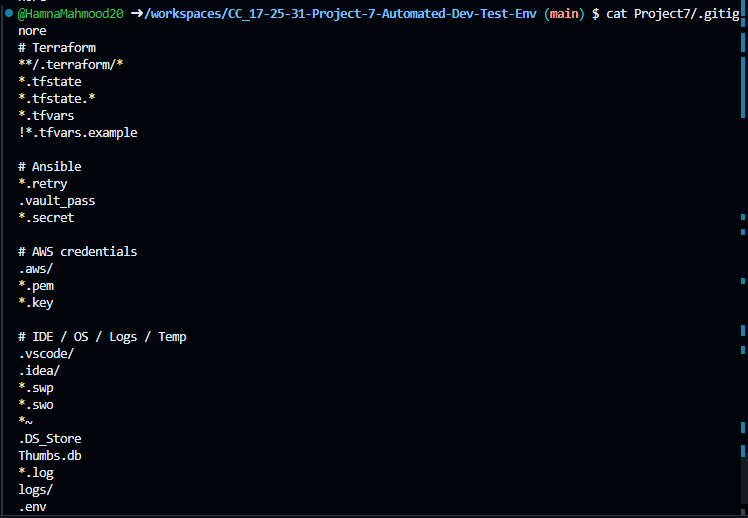 @HamnaMahmood20 ➜/workspaces/CC_17-25-31-Project-7-Automated-Dev-Test-Env (main) $ cat Project7/.gitig
nore
# Terraform
**/.terraform/*
*.tfstate
*.tfstate.*
*.tfvars
!*.tfvars.example
# Ansible
*.retry
.vault_pass
*.secret
# AWS credentials
.aws/
*.pem
*.key
# IDE / OS / Logs / Temp
.vscode/
.idea/
*.swp
*.swo
*~
.DS_Store
Thumbs.db
*.log
logs/
.env